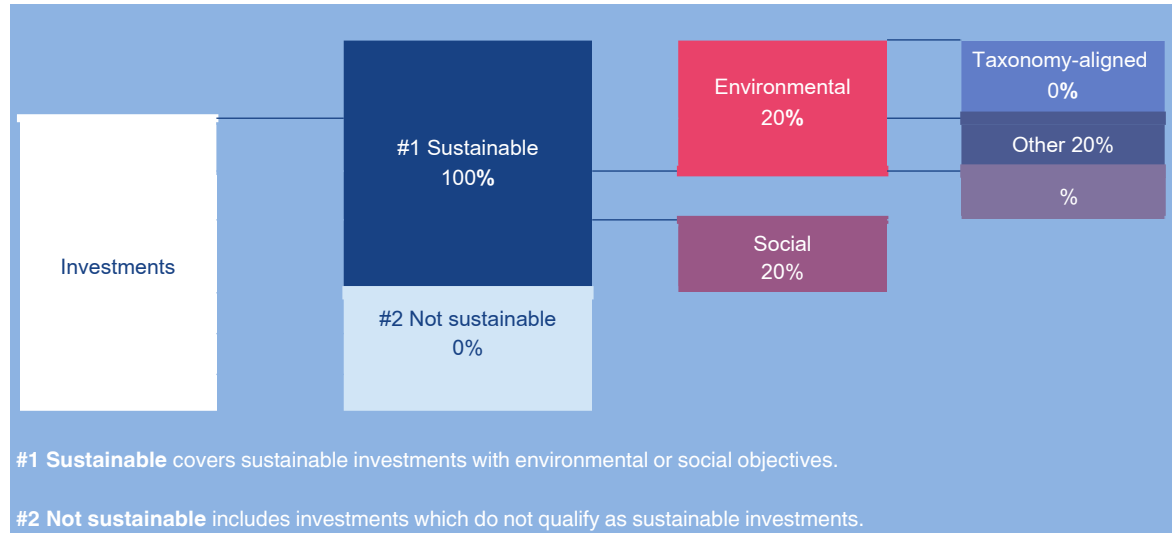 Investments
#1 Sustainable
100%
#2 Not sustainable
0%
Environmental
20%
Social
20%
Taxonomy-aligned
0%
Other 20%
%
#1 Sustainable covers sustainable investments with environmental or social objectives.
#2 Not sustainable includes investments which do not qualify as sustainable investments.